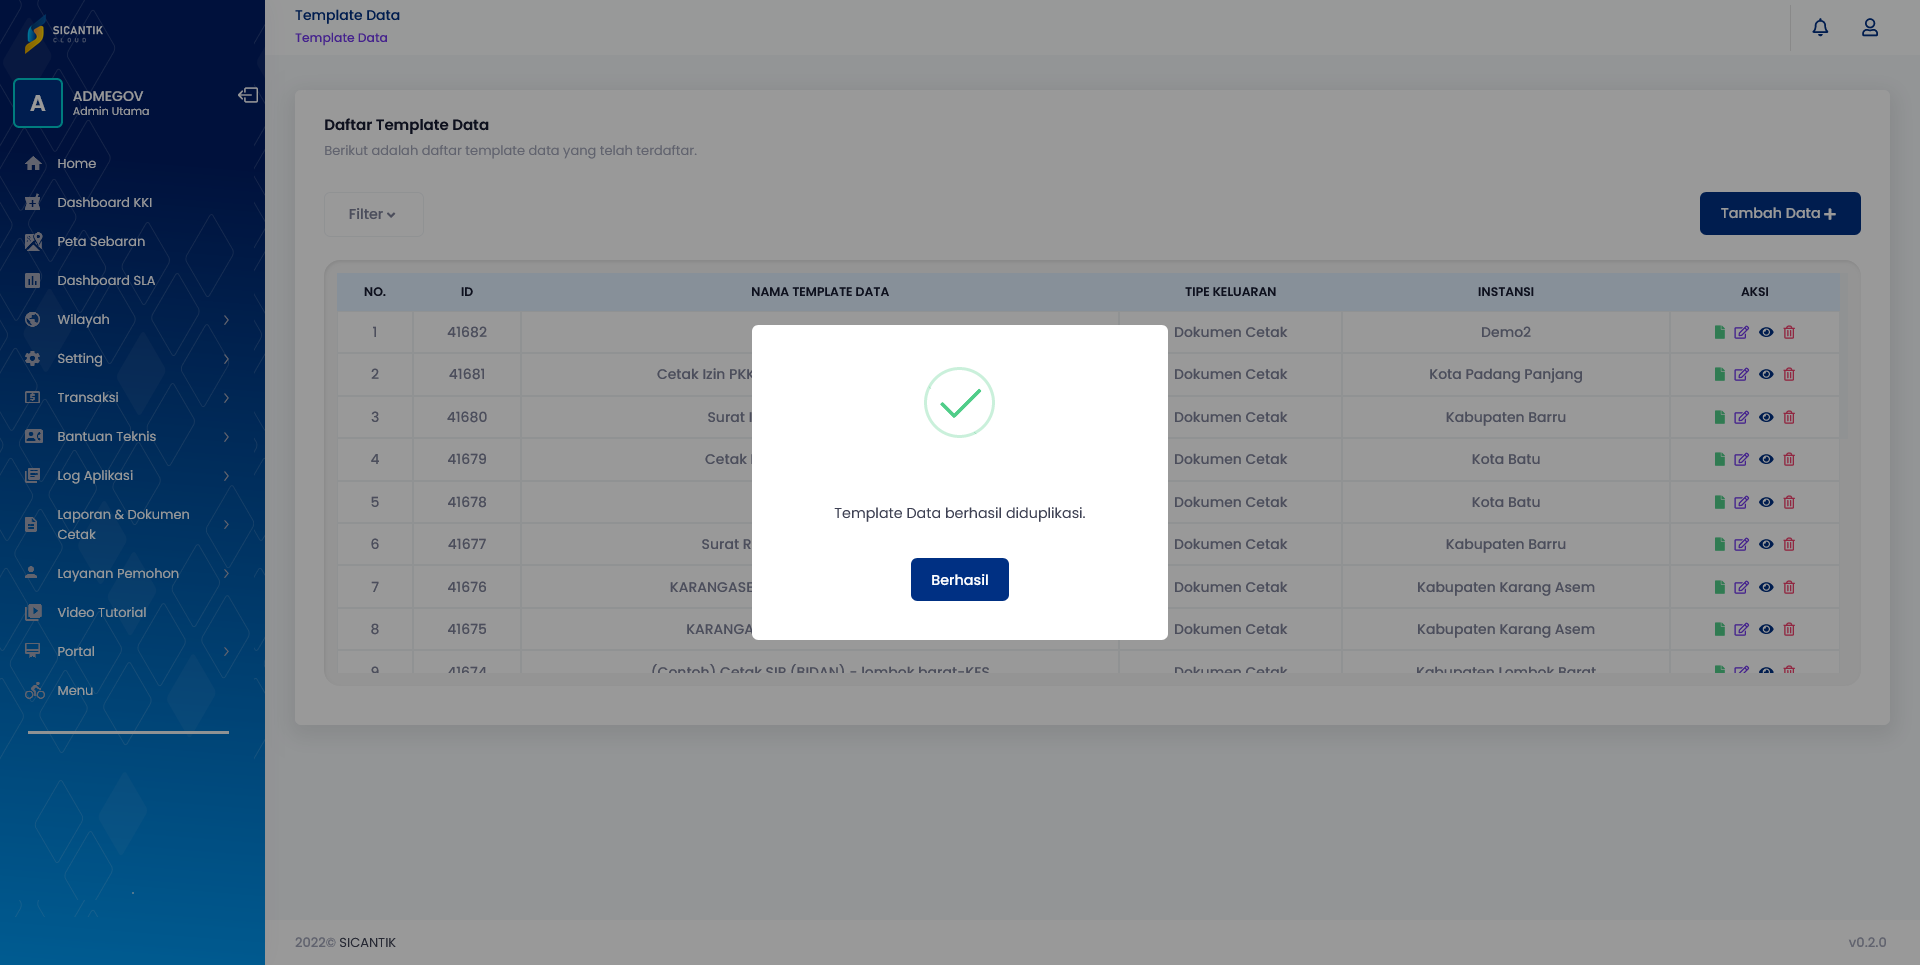 SICANTIK
CLOUD
A
ADMEGOV
Admin Utama
Home
Dashboard KKI
Peta Sebaran
Dashboard SLA
Wilayah
Setting
Transaksi
Bantuan Teknis
Log Aplikasi
Laporan & Dokumen
Cetak
Layanan Pemohon
Video Tutorial
Portal
Menu
Template Data
Template Data
Daftar Template Data
Berikut adalah daftar template data yang telah terdaftar.
Filter
Tambah Data
NO. ID NAMA TEMPLATE DATA TIPE KELUARAN INSTANSI AKSI
1 41682 Dokumen Cetak Demo2
2 41681 Cetak Izin Dokumen Cetak Kota Padang Panjang
3 41680 Surat Dokumen Cetak Kabupaten Barru
4 41679 Cetak Dokumen Cetak Kota Batu
5 41678 Dokumen Cetak Kota Batu
6 41677 Surat Dokumen Cetak Kabupaten Barru
7 41676 Dokumen Cetak Kabupaten Karang Asem
8 41675 Dokumen Cetak Kabupaten Karang Asem
9 41674 (Contoh) Cetak SIP (BIDAN) - lombok barat-KES Dokumen Cetak Kabupaten Lombok Barat
Template Data berhasil diduplikasi.
Berhasil
2022© SICANTIK
v0.2.0